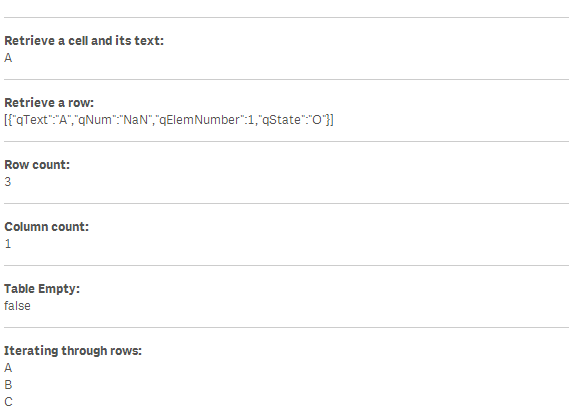 Retrieve a cell and its text:
A
Retrieve a row:
[{"qText":"A","qNum":"NaN","qElemNumber":1,"qState":"O"}]
Row count:
3
Column count:
1
Table Empty:
false
Iterating through rows:
A
B
C